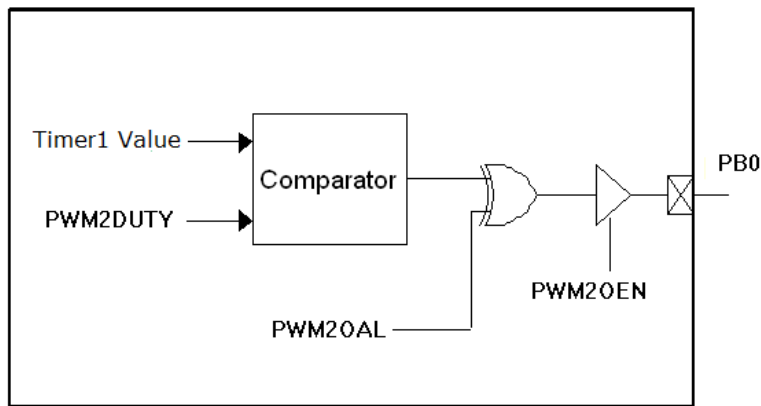 Timer1 Value
PWM2DUTY
Comparator
PWM2OAL
PWM2OEN
PB0